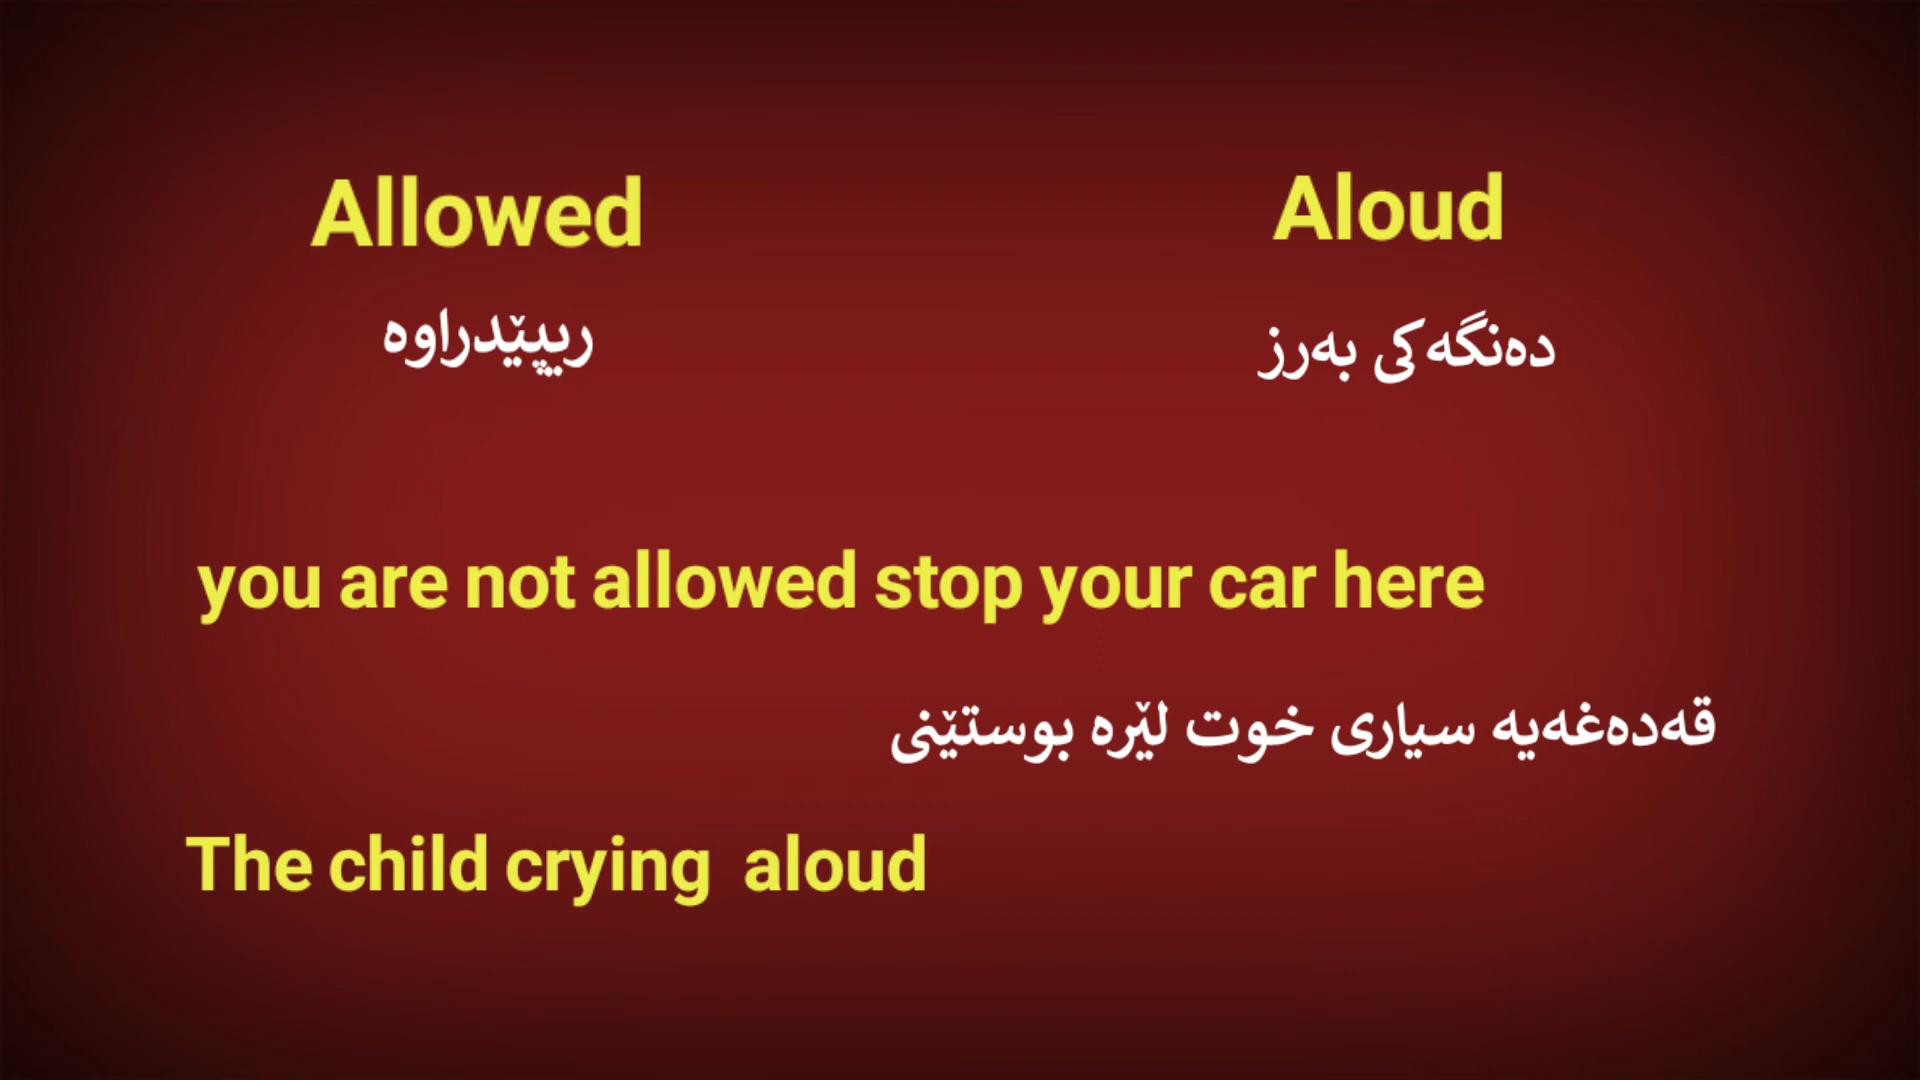 Allowed
Aloud
ریپێدراوە
دەنگەکی بەرز
you are not allowed stop your car here
قەدەغەیە سیاری خوت لێرە بوستێنی
The child crying aloud